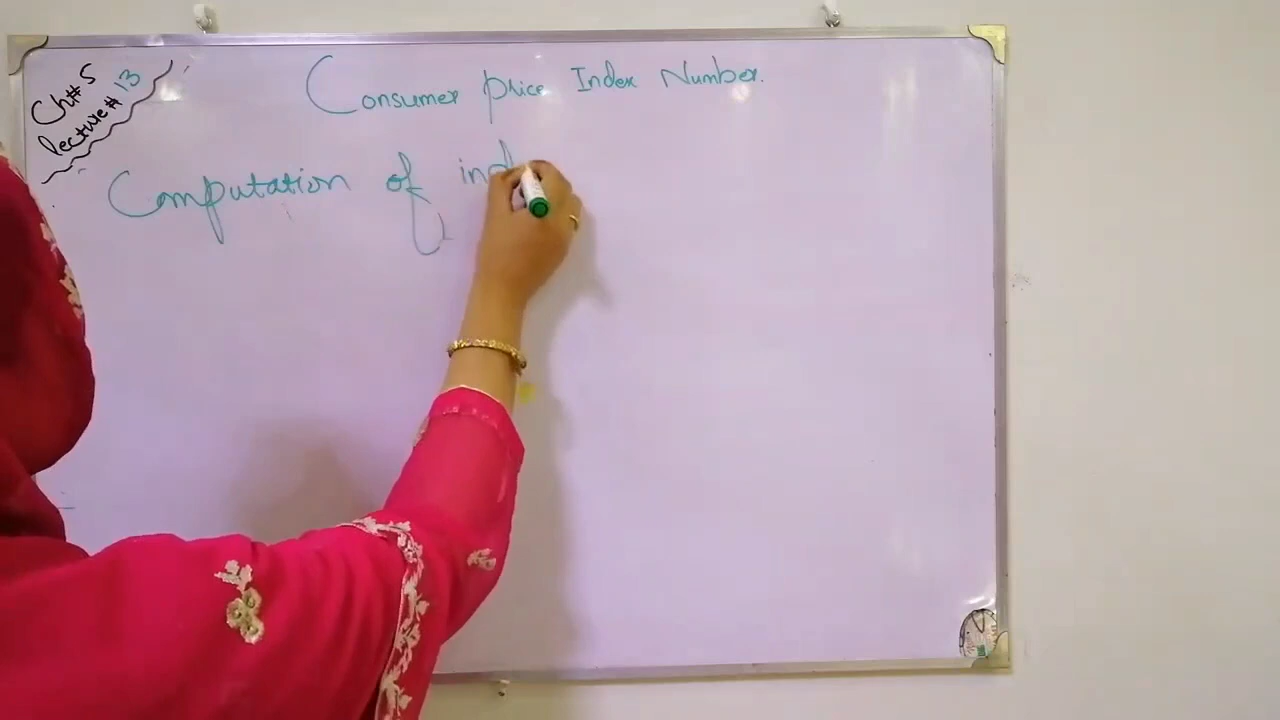 Ch# 5
lecture# 13
Consumer price Index Number.
Computation of ind